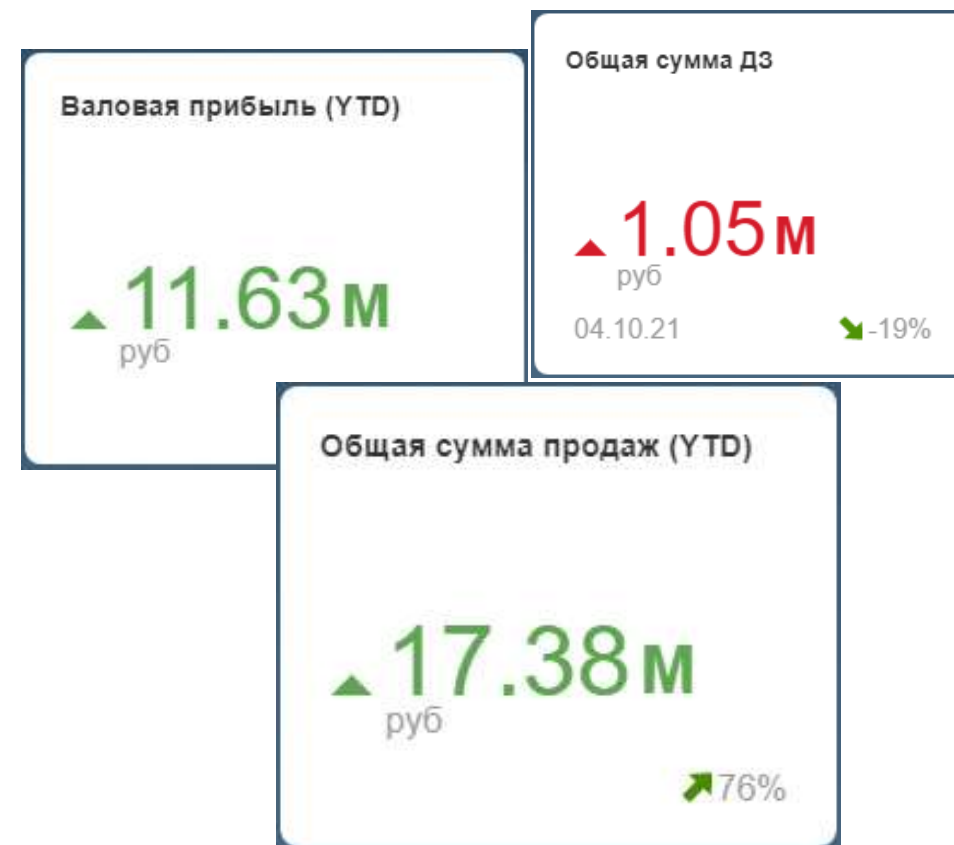 Валовая прибыль (YTD)
11.63м
руб
Общая сумма ДЗ
1.05м
руб
04.10.21
-19%
Общая сумма продаж (YTD)
17.38м
руб
76%